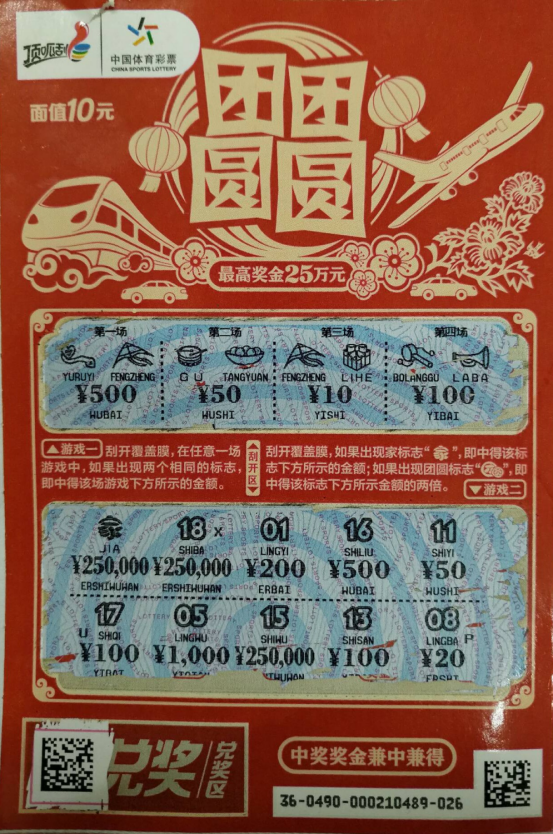 顶呱刮
中国体育彩票
CHINA SPORTS LOTTERY
面值10元
团团
圆圆
最高奖金25万元
第一场 第二场 第三场 第四场
YURUYI FENGZHENG GU TANGYUAN FENGZHENG LIHE BOLANGGU LABA
¥500 ¥50 ¥10 ¥100
WUBAI WUSHI YISHI YIBAI
游戏一 刮开覆盖膜,在任意一场
游戏中,如果出现两个相同的标志,
即中得该场游戏下方所示的金额。
刮开区
刮开覆盖膜,如果出现家标志“家”,即中得该标
志下方所示的金额;如果出现团圆标志“ ”,即
中得该标志下方所示金额的两倍。 游戏二
家 18 X 01 16 11
JIA SHIBA LINGYI SHILIU SHIYI
¥250,000 ¥250,000 ¥200 ¥500 ¥50
ERSHIWUWAN ERSHIWUWAN ERBAI WUBAI WUSHI
17 05 15 13 08
U SHIQI LINGWU SHIWU SHISAN LINGBA P
¥100 ¥1,000 ¥250,000 ¥100 ¥20
兑奖
兑奖区
中奖奖金兼中兼得
36-0490-000210489-026